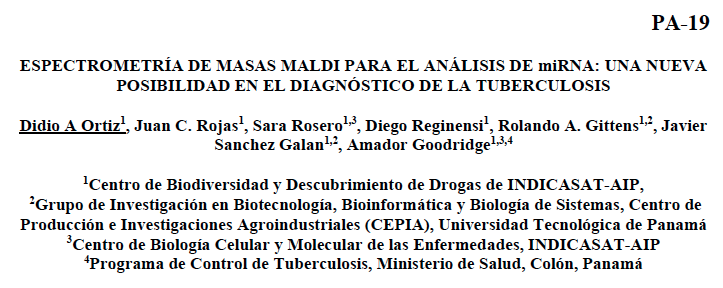 PA-19
ESPECTROMETRÍA DE MASAS MALDI PARA EL ANÁLISIS DE miRNA: UNA NUEVA
POSIBILIDAD EN EL DIAGNÓSTICO DE LA TUBERCULOSIS
Didio A Ortiz¹, Juan C. Rojas¹, Sara Rosero¹,³, Diego Reginensi¹, Rolando A. Gittens¹,², Javier
Sanchez Galan¹,², Amador Goodridge¹,³,⁴
¹Centro de Biodiversidad y Descubrimiento de Drogas de INDICASAT-AIP,
²Grupo de Investigación en Biotecnología, Bioinformática y Biología de Sistemas, Centro de
Producción e Investigaciones Agroindustriales (CEPIA), Universidad Tecnológica de Panamá
³Centro de Biología Celular y Molecular de las Enfermedades, INDICASAT-AIP
⁴Programa de Control de Tuberculosis, Ministerio de Salud, Colón, Panamá